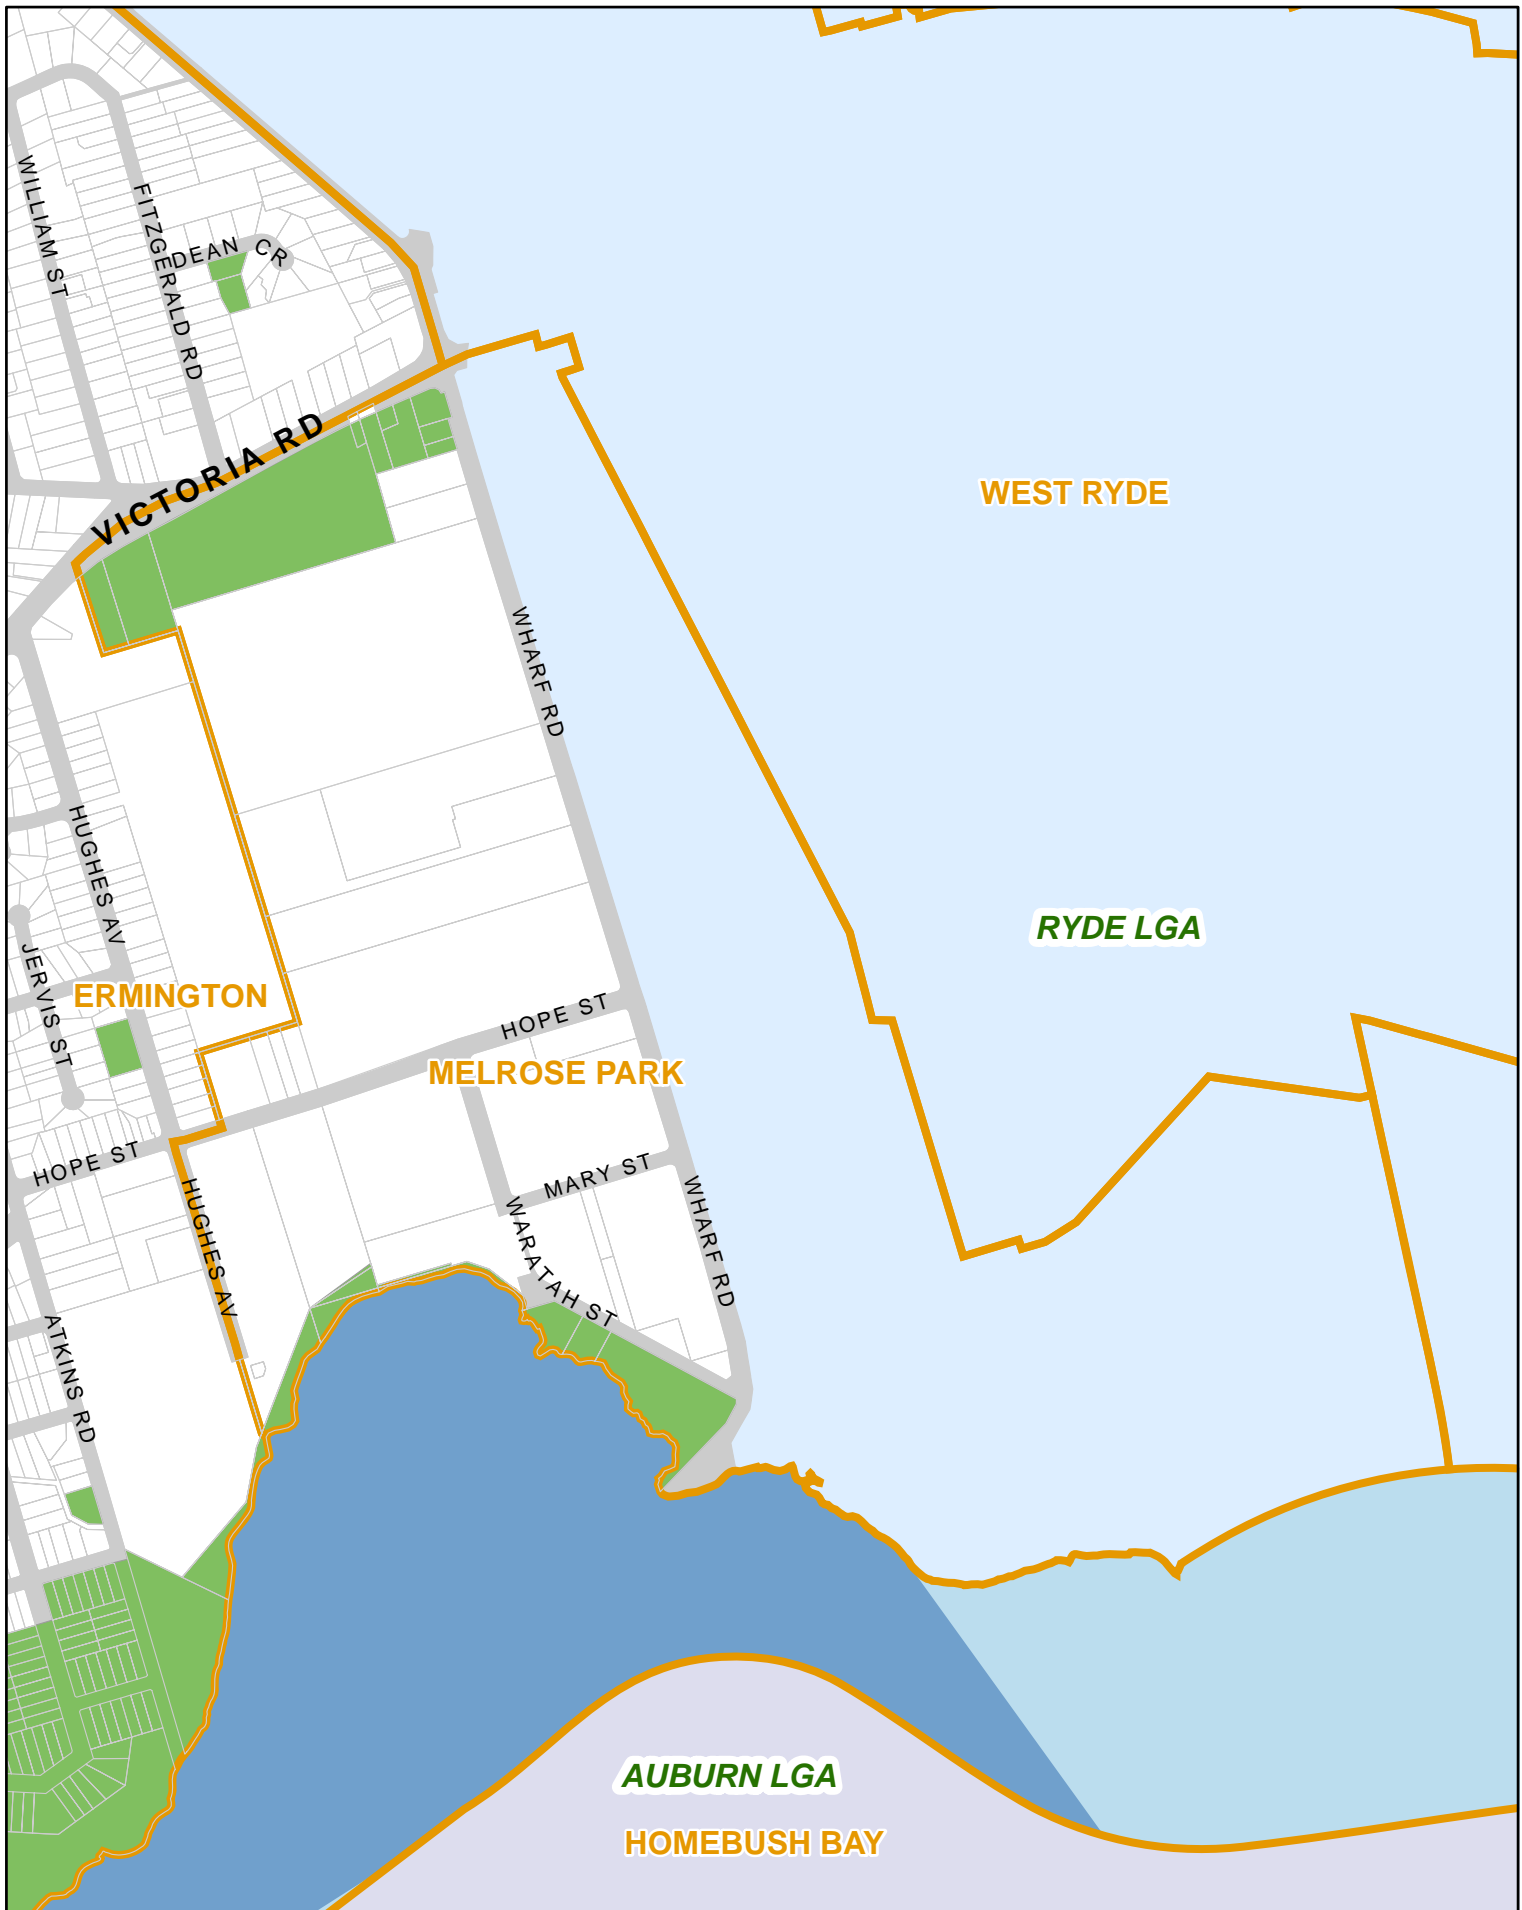 WILLIAM ST
FITZGERALD RD
DEAN CR
VICTORIA RD
WEST RYDE
WHARF RD
HUGHES AV
RYDE LGA
JERVIS ST
ERMINGTON
HOPE ST
MELROSE PARK
HOPE ST
MARY ST
HUGHES AV
WARATAH ST
WHARF RD
ATKINS RD
AUBURN LGA
HOMEBUSH BAY